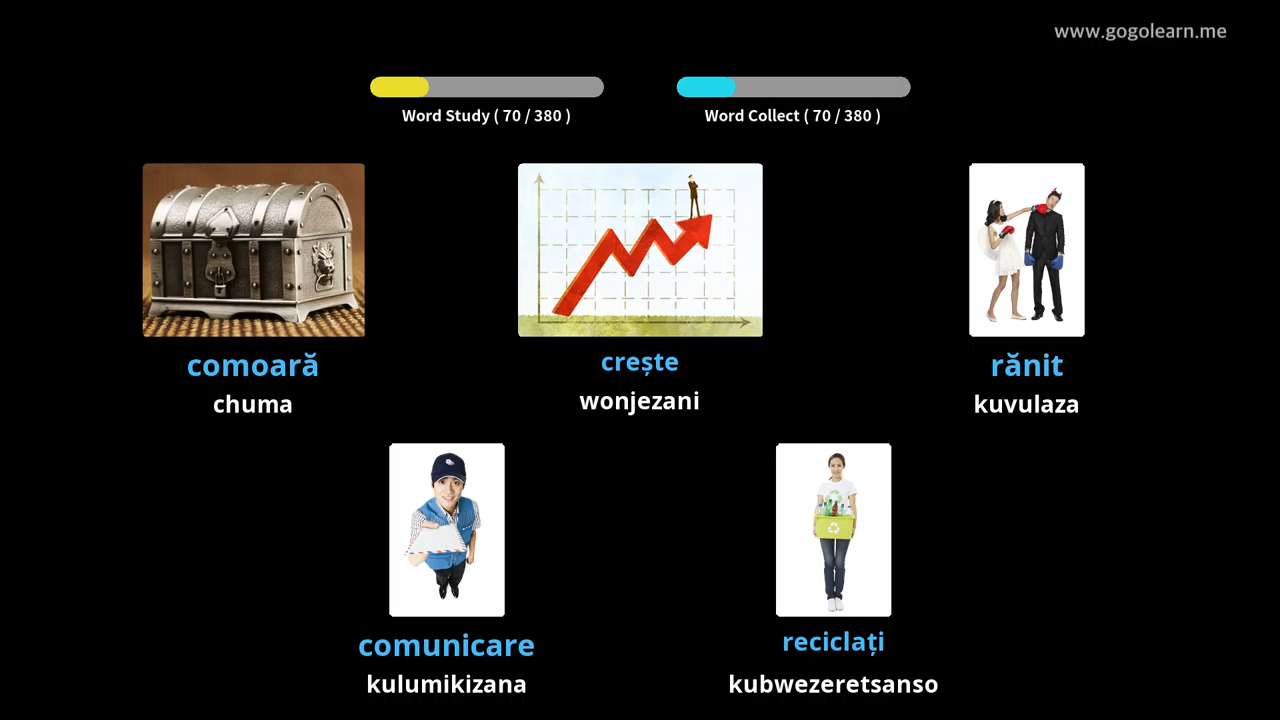 www.gogolearn.me
Word Study ( 70 / 380 )
Word Collect ( 70 / 380 )
comoară
chuma
crește
wonjezani
rănit
kuvulaza
comunicare
kulumikizana
reciclați
kubwezeretsanso